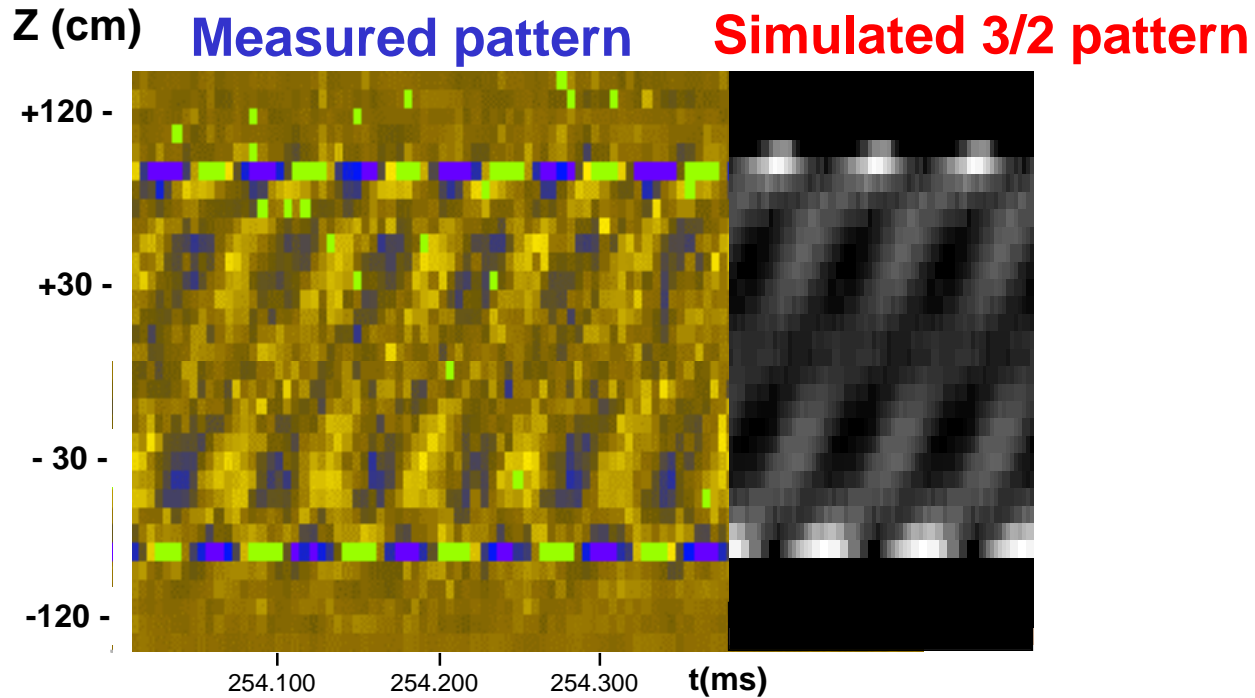 Z (cm)
Measured pattern
Simulated 3/2 pattern
+120 -
+30 -
- 30 -
-120 -
254.100
254.200
254.300
t(ms)